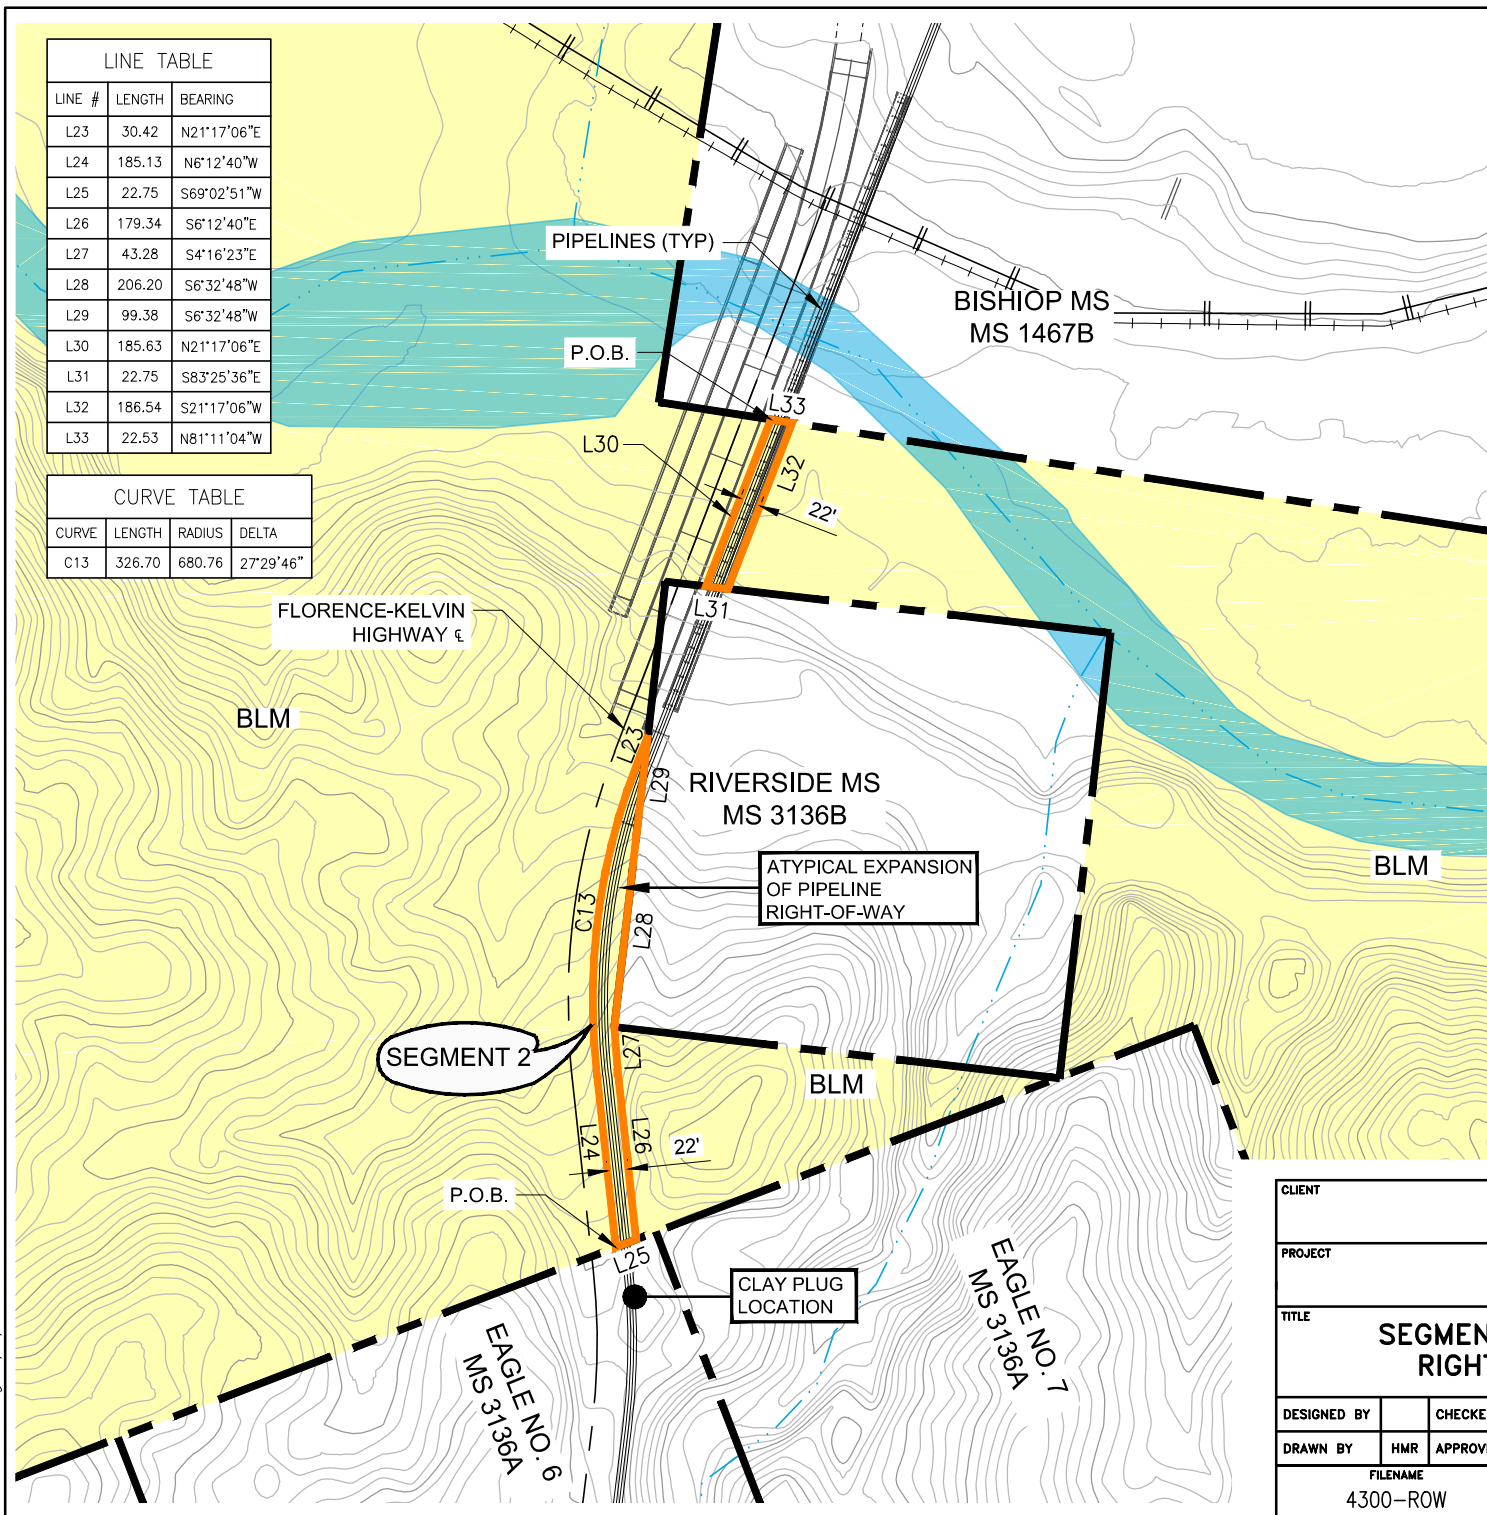 LINE TABLE
LINE # LENGTH BEARING
L23 30.42 N21°17'06"E
L24 185.13 N6°12'40"W
L25 22.75 S69°02'51"W
L26 179.34 S6°12'40"E
L27 43.28 S4°16'23"E
L28 206.20 S6°32'48"W
L29 99.38 S6°32'48"W
L30 185.63 N21°17'06"E
L31 22.75 S83°25'36"E
L32 186.54 S21°17'06"W
L33 22.53 N81°11'04"W
CURVE TABLE
CURVE LENGTH RADIUS DELTA
C13 326.70 680.76 27°29'46"
PIPELINES (TYP)
BISHIOP MS
MS 1467B
P.O.B.
L33
L30
L32
22'
L31
FLORENCE-KELVIN
HIGHWAY ℄
BLM
L23
L29
RIVERSIDE MS
MS 3136B
ATYPICAL EXPANSION
OF PIPELINE
RIGHT-OF-WAY
BLM
C13
L28
SEGMENT 2
L27
BLM
L24
L26
22'
P.O.B.
L25
CLAY PLUG
LOCATION
EAGLE NO. 7
MS 3136A
EAGLE NO. 6
MS 3136A
CLIENT
PROJECT
TITLE
SEGMEN
RIGHT
DESIGNED BY CHECKE
DRAWN BY HMR APPROV
FILENAME
4300-ROW